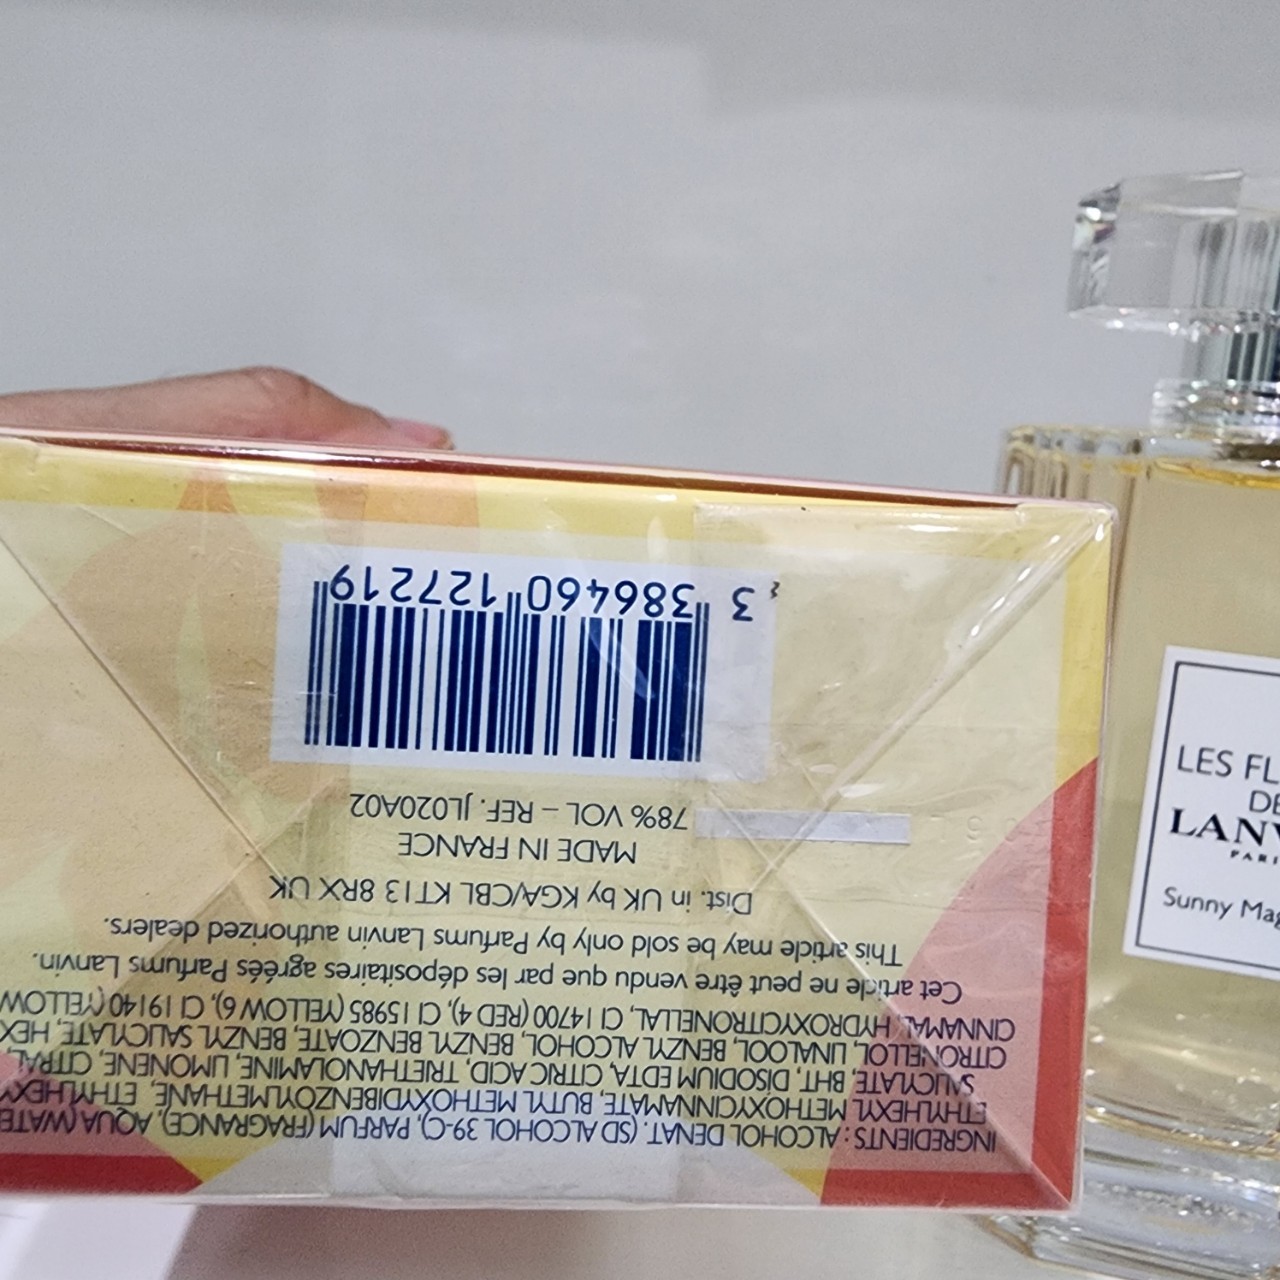 INGREDIENTS : ALCOHOL DENAT. (SD ALCOHOL 39-C), PARFUM (FRAGRANCE), AQUA (WATE
ETHYLHEXYL METHOXYCINNAMATE, BUTYL METHOXYDIBENZOYLMETHANE, ETHYLHEXY
SALICYLATE, BHT, DISODIUM EDTA, CITRIC ACID, TRIETHANOLAMINE, LIMONENE, CITRAL
CITRONELLOL, LINALOOL, BENZYL ALCOHOL, BENZYL BENZOATE, BENZYL SALICYLATE, HEX
CINNAMAL, HYDROXYCITRONELLAL, CI 14700 (RED 4), CI 15985 (YELLOW 6), CI 19140 (YELLOW
Cet article ne peut être vendu que par les dépositaires agréés Parfums Lanvin.
This article may be sold only by Parfums Lanvin authorized dealers.
Dist. in UK by KGA/CBL KT13 8RX UK
MADE IN FRANCE
78% VOL – REF. JL020A02
3 386460 127219
LES FL
DE
LANV
PARI
Sunny Mag